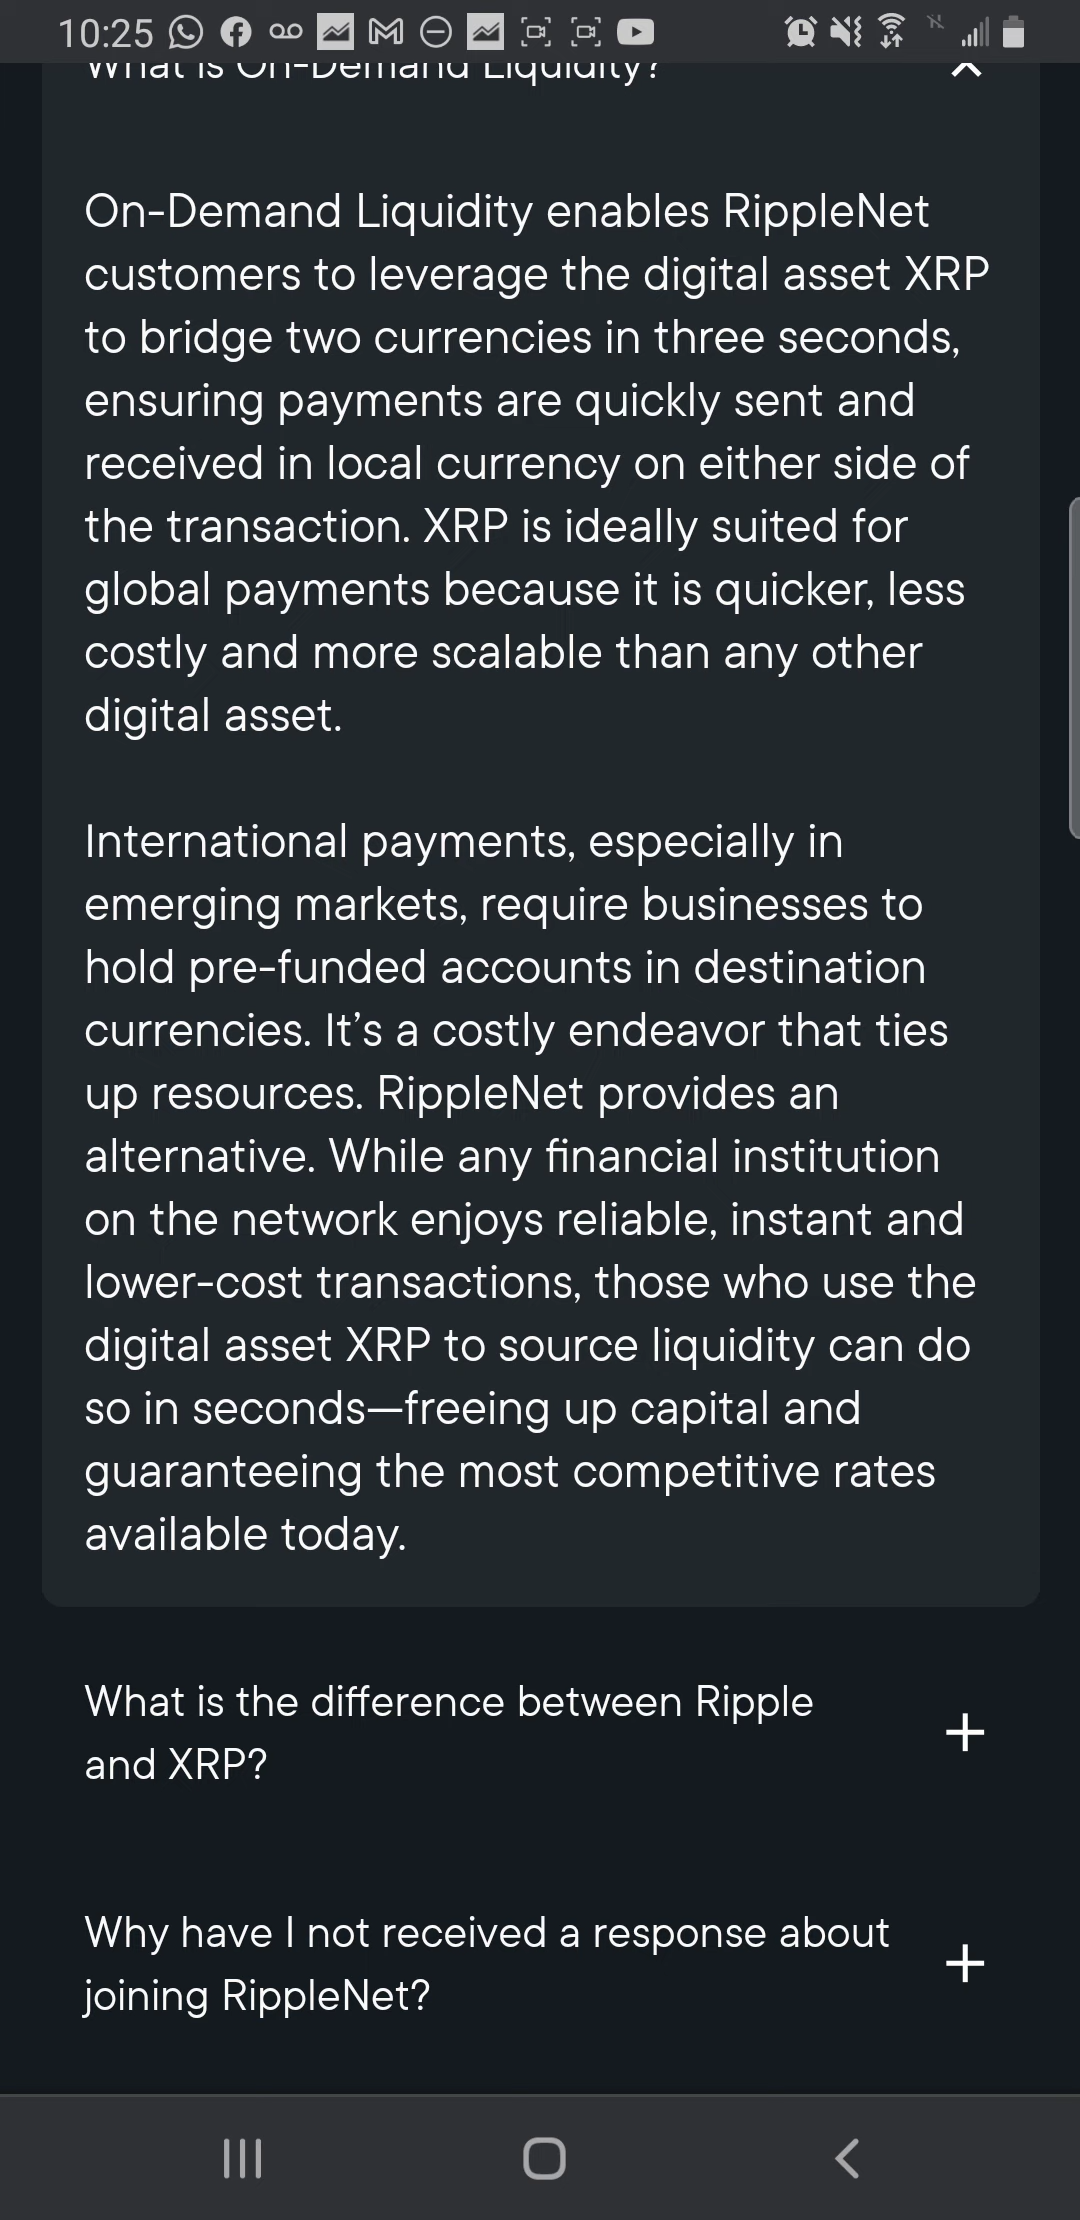 10:25
What is On-Demand Liquidity?
On-Demand Liquidity enables RippleNet
customers to leverage the digital asset XRP
to bridge two currencies in three seconds,
ensuring payments are quickly sent and
received in local currency on either side of
the transaction. XRP is ideally suited for
global payments because it is quicker, less
costly and more scalable than any other
digital asset.
International payments, especially in
emerging markets, require businesses to
hold pre-funded accounts in destination
currencies. It’s a costly endeavor that ties
up resources. RippleNet provides an
alternative. While any financial institution
on the network enjoys reliable, instant and
lower-cost transactions, those who use the
digital asset XRP to source liquidity can do
so in seconds—freeing up capital and
guaranteeing the most competitive rates
available today.
What is the difference between Ripple
and XRP?
Why have I not received a response about
joining RippleNet?